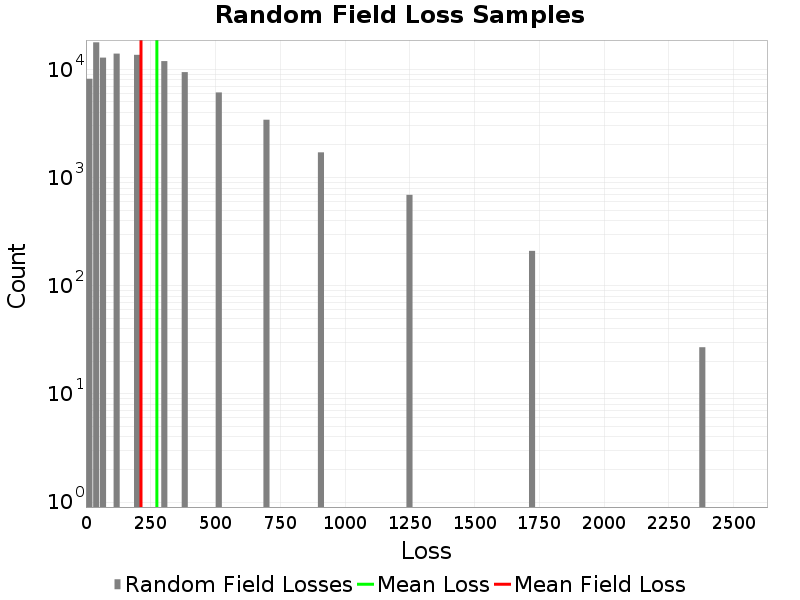 Random Field Loss Samples
Count
10^4
10^3
10^2
10^1
10^0
0 250 500 750 1000 1250 1500 1750 2000 2250 2500
Loss
Random Field Losses Mean Loss Mean Field Loss